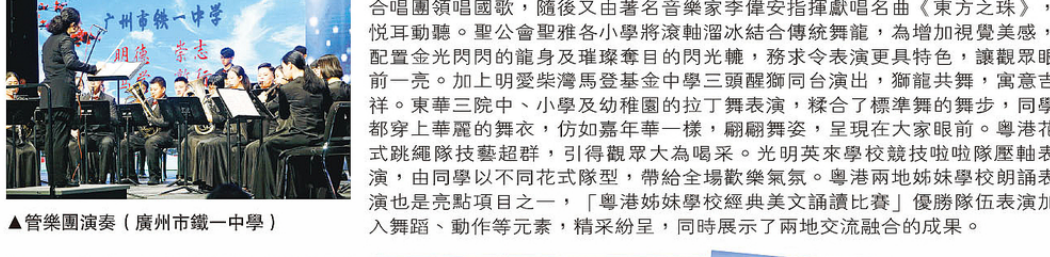 廣州市鐵一中學
明德 崇志
▲管樂團演奏（廣州市鐵一中學）
合唱團領唱國歌，隨後又由著名音樂家李偉安指揮獻唱名曲《東方之珠》，
悅耳動聽。聖公會聖雅各小學將滾軸溜冰結合傳統舞龍，為增加視覺美感，
配置金光閃閃的龍身及璀璨奪目的閃光轆，務求令表演更具特色，讓觀眾眼
前一亮。加上明愛柴灣馬登基金中學三頭醒獅同台演出，獅龍共舞，寓意吉
祥。東華三院中、小學及幼稚園的拉丁舞表演，糅合了標準舞的舞步，同學
都穿上華麗的舞衣，仿如嘉年華一樣，翩翩舞姿，呈現在大家眼前。粵港花
式跳繩隊技藝超群，引得觀眾大為喝采。光明英來學校競技啦啦隊壓軸表
演，由同學以不同花式隊型，帶給全場歡樂氣氛。粵港兩地姊妹學校朗誦表
演也是亮點項目之一，「粵港姊妹學校經典美文誦讀比賽」優勝隊伍表演加
入舞蹈、動作等元素，精采紛呈，同時展示了兩地交流融合的成果。